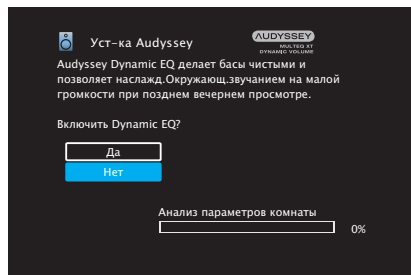 Уст-ка Audyssey
AUDYSSEY
MULTEQ XT
DYNAMIC VOLUME
Audyssey Dynamic EQ делает басы чистыми и
позволяет наслажд.Окружающ.звучанием на малой
громкости при позднем вечернем просмотре.
Включить Dynamic EQ?
Да
Нет
Анализ параметров комнаты
0%